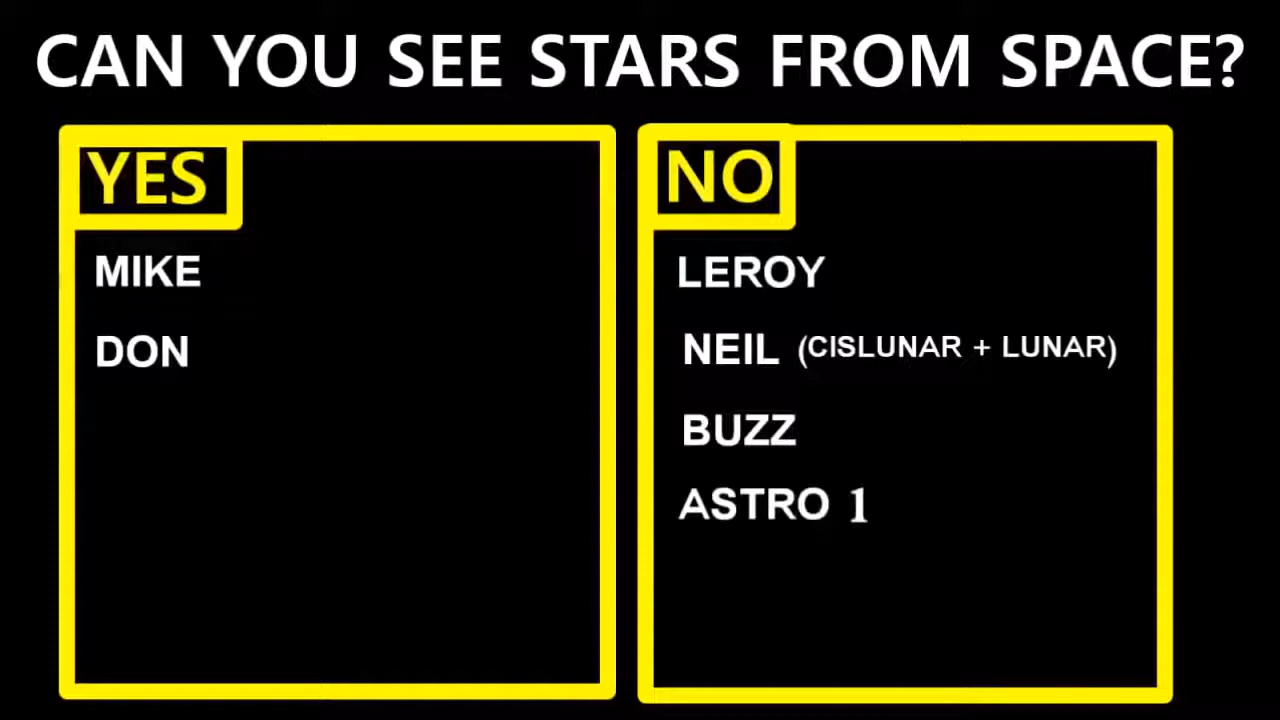 CAN YOU SEE STARS FROM SPACE?
YES
MIKE
DON
NO
LEROY
NEIL (CISLUNAR + LUNAR)
BUZZ
ASTRO 1